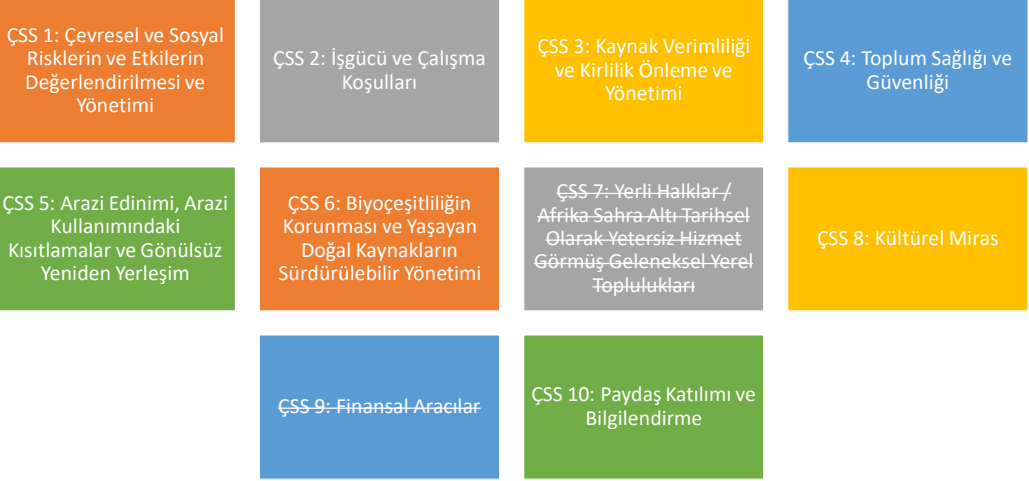 ÇSS 1: Çevresel ve Sosyal
Risklerin ve Etkilerin
Değerlendirilmesi ve
Yönetimi
ÇSS 2: İşgücü ve Çalışma
Koşulları
ÇSS 3: Kaynak Verimliliği
ve Kirlilik Önleme ve
Yönetimi
ÇSS 4: Toplum Sağlığı ve
Güvenliği
ÇSS 5: Arazi Edinimi, Arazi
Kullanımındaki
Kısıtlamalar ve Gönülsüz
Yeniden Yerleşim
ÇSS 6: Biyoçeşitliliğin
Korunması ve Yaşayan
Doğal Kaynakların
Sürdürülebilir Yönetimi
ÇSS 7: Yerli Halklar /
Afrika Sahra Altı Tarihsel
Olarak Yetersiz Hizmet
Görmüş Geleneksel Yerel
Toplulukları
ÇSS 8: Kültürel Miras
ÇSS 9: Finansal Aracılar
ÇSS 10: Paydaş Katılımı ve
Bilgilendirme